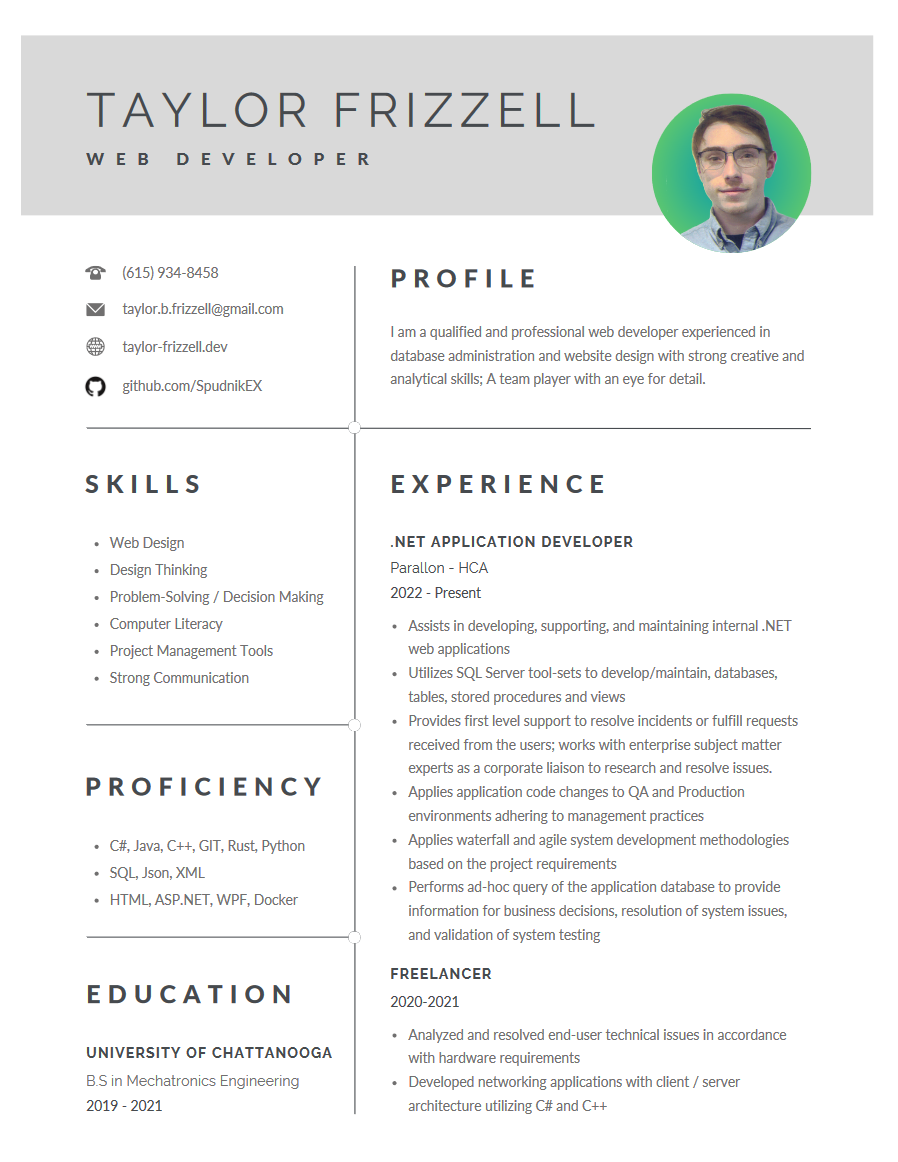 TAYLOR FRIZZELL
WEB DEVELOPER
(615) 934-8458
taylor.b.frizzell@gmail.com
taylor-frizzell.dev
github.com/SpudnikEX
PROFILE
I am a qualified and professional web developer experienced in
database administration and website design with strong creative and
analytical skills; A team player with an eye for detail.
SKILLS
• Web Design
• Design Thinking
• Problem-Solving / Decision Making
• Computer Literacy
• Project Management Tools
• Strong Communication
PROFICIENCY
• C#, Java, C++, GIT, Rust, Python
• SQL, Json, XML
• HTML, ASP.NET, WPF, Docker
EDUCATION
UNIVERSITY OF CHATTANOOGA
B.S in Mechatronics Engineering
2019 - 2021
EXPERIENCE
.NET APPLICATION DEVELOPER
Parallon - HCA
2022 - Present
• Assists in developing, supporting, and maintaining internal .NET
web applications
• Utilizes SQL Server tool-sets to develop/maintain, databases,
tables, stored procedures and views
• Provides first level support to resolve incidents or fulfill requests
received from the users; works with enterprise subject matter
experts as a corporate liaison to research and resolve issues.
• Applies application code changes to QA and Production
environments adhering to management practices
• Applies waterfall and agile system development methodologies
based on the project requirements
• Performs ad-hoc query of the application database to provide
information for business decisions, resolution of system issues,
and validation of system testing
FREELANCER
2020-2021
• Analyzed and resolved end-user technical issues in accordance
with hardware requirements
• Developed networking applications with client / server
architecture utilizing C# and C++